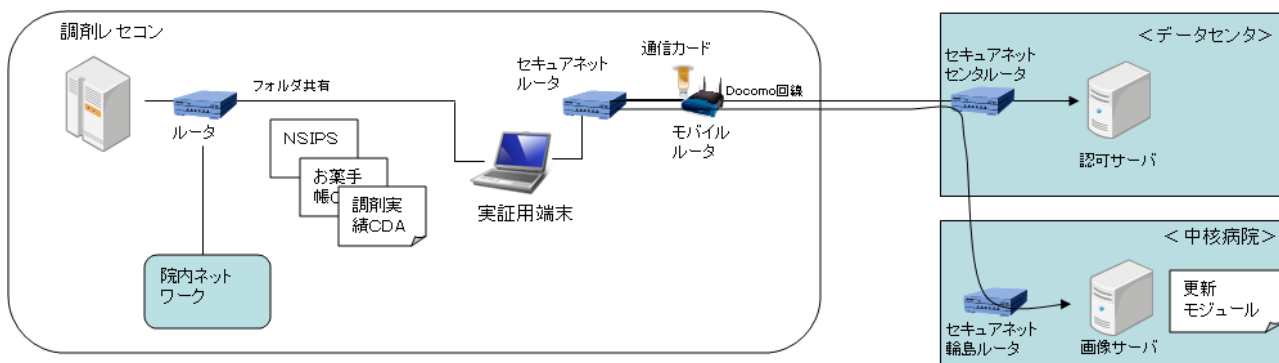 調剤レセコン
ルータ
フォルダ共有
NSIPS
お薬手
帳C
調剤実
績CDA
院内ネット
ワーク
実証用端末
セキュアネット
ルータ
通信カード
Docomo回線
モバイル
ルータ
＜データセンタ＞
セキュアネット
センタルータ
認可サーバ
＜中核病院＞
セキュアネット
輪島ルータ
画像サーバ
更新
モジュール